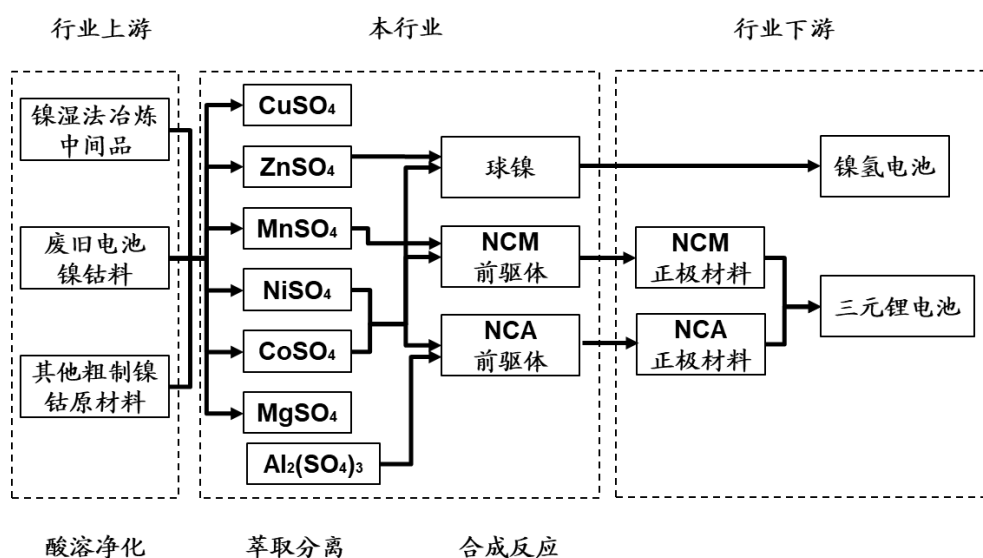 行业上游
本行业
行业下游
镍湿法冶炼
中间品
废旧电池
镍钴料
其他粗制镍
钴原材料
CuSO₄
ZnSO₄
MnSO₄
NiSO₄
CoSO₄
MgSO₄
Al₂(SO₄)₃
球镍
NCM
前驱体
NCA
前驱体
NCM
正极材料
NCA
正极材料
镍氢电池
三元锂电池
酸溶净化
萃取分离
合成反应